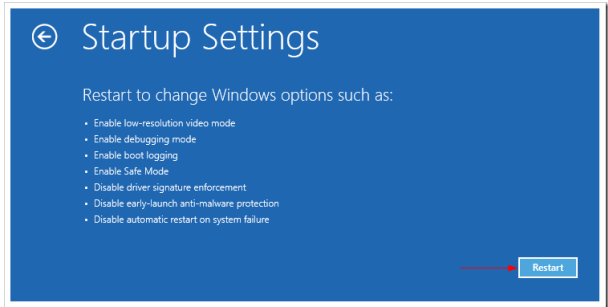 Startup Settings
Restart to change Windows options such as:
• Enable low-resolution video mode
• Enable debugging mode
• Enable boot logging
• Enable Safe Mode
• Disable driver signature enforcement
• Disable early-launch anti-malware protection
• Disable automatic restart on system failure
Restart